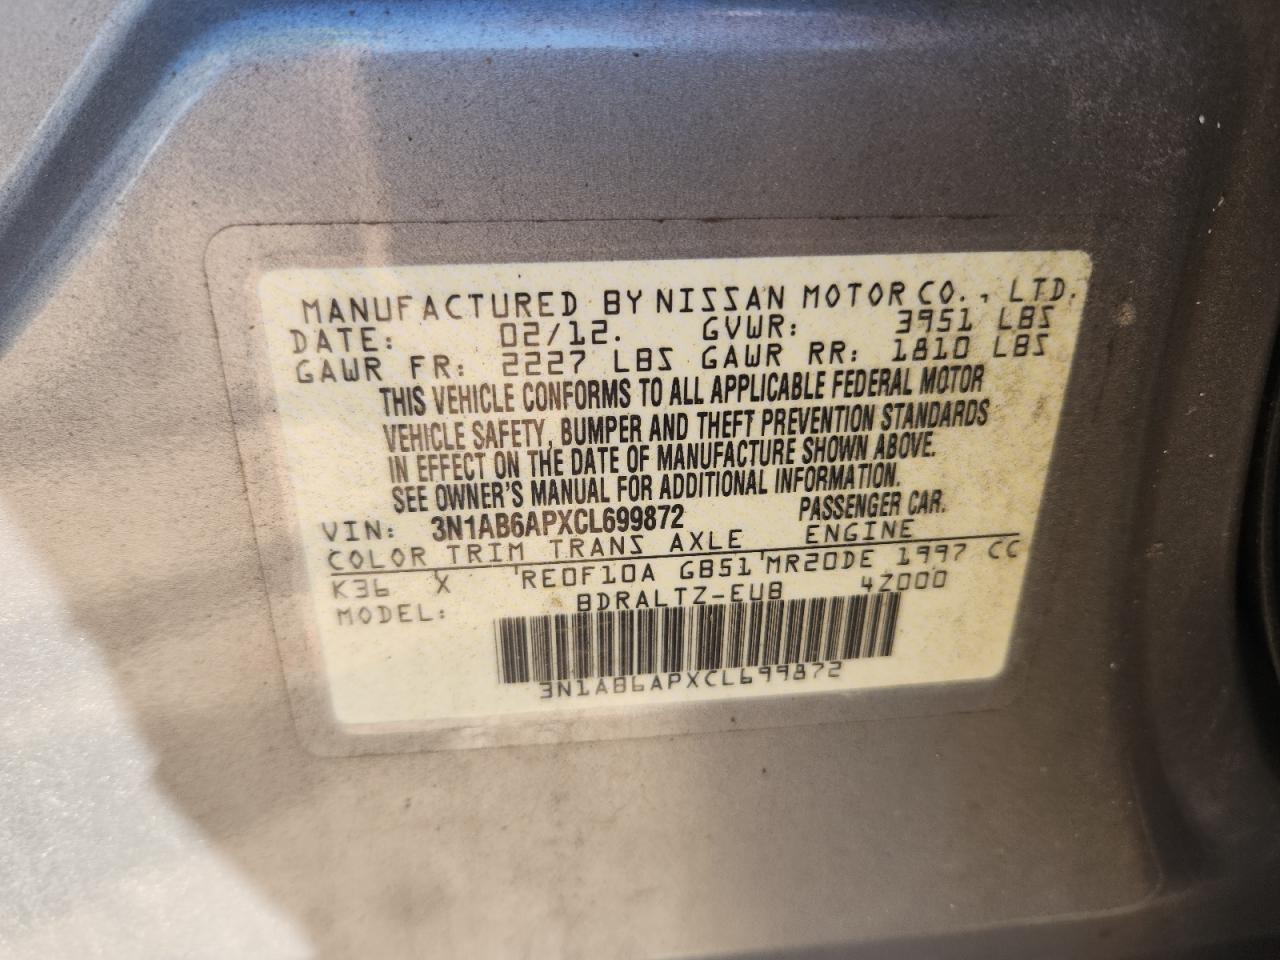 MANUFACTURED BY NISSAN MOTOR CO., LTD.
DATE: 02/12. GVWR: 3951 LBS
GAWR FR: 2227 LBS GAWR RR: 1810 LBS
THIS VEHICLE CONFORMS TO ALL APPLICABLE FEDERAL MOTOR
VEHICLE SAFETY, BUMPER AND THEFT PREVENTION STANDARDS
IN EFFECT ON THE DATE OF MANUFACTURE SHOWN ABOVE.
SEE OWNER'S MANUAL FOR ADDITIONAL INFORMATION.
VIN: 3N1AB6APXCL699872 PASSENGER CAR.
COLOR TRIM TRANS AXLE ENGINE
K36 X RE0F10A GB51 MR20DE 1997 CC
MODEL: BDRALTZ-EUB 4Z000
3N1AB6APXCL699872